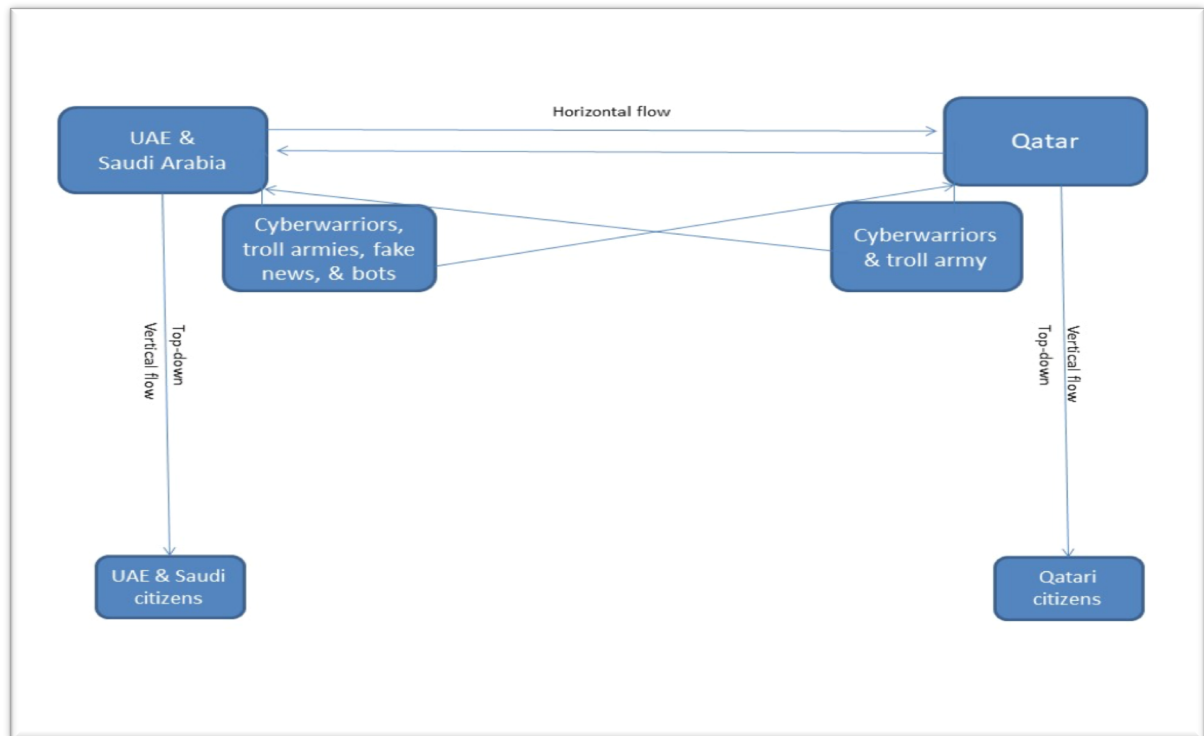 Horizontal flow
UAE &
Saudi Arabia
Qatar
Cyberwarriors,
troll armies, fake
news, & bots
Cyberwarriors
& troll army
Top-down
Vertical flow
Vertical flow
Top-down
UAE & Saudi
citizens
Qatari
citizens